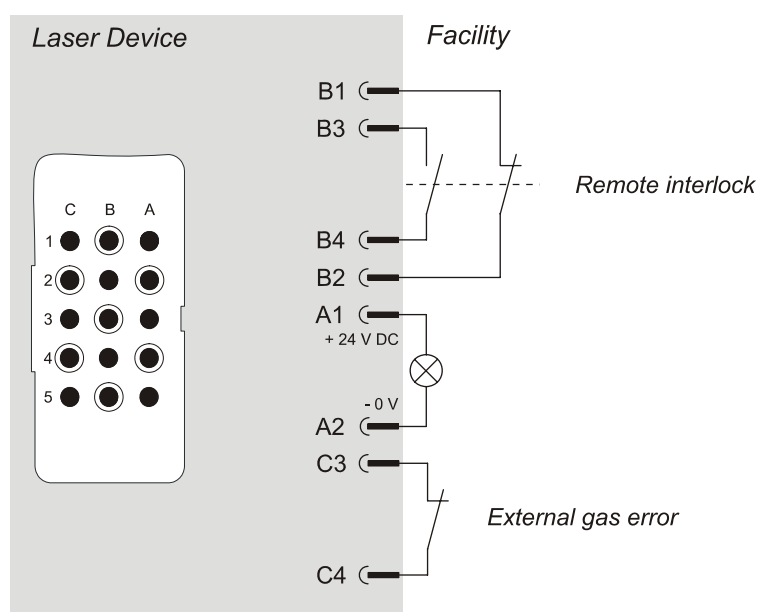 Laser Device
Facility
B1
B3
Remote interlock
B4
B2
A1
+ 24 V DC
- 0 V
A2
C3
External gas error
C4
C B A
1
2
3
4
5